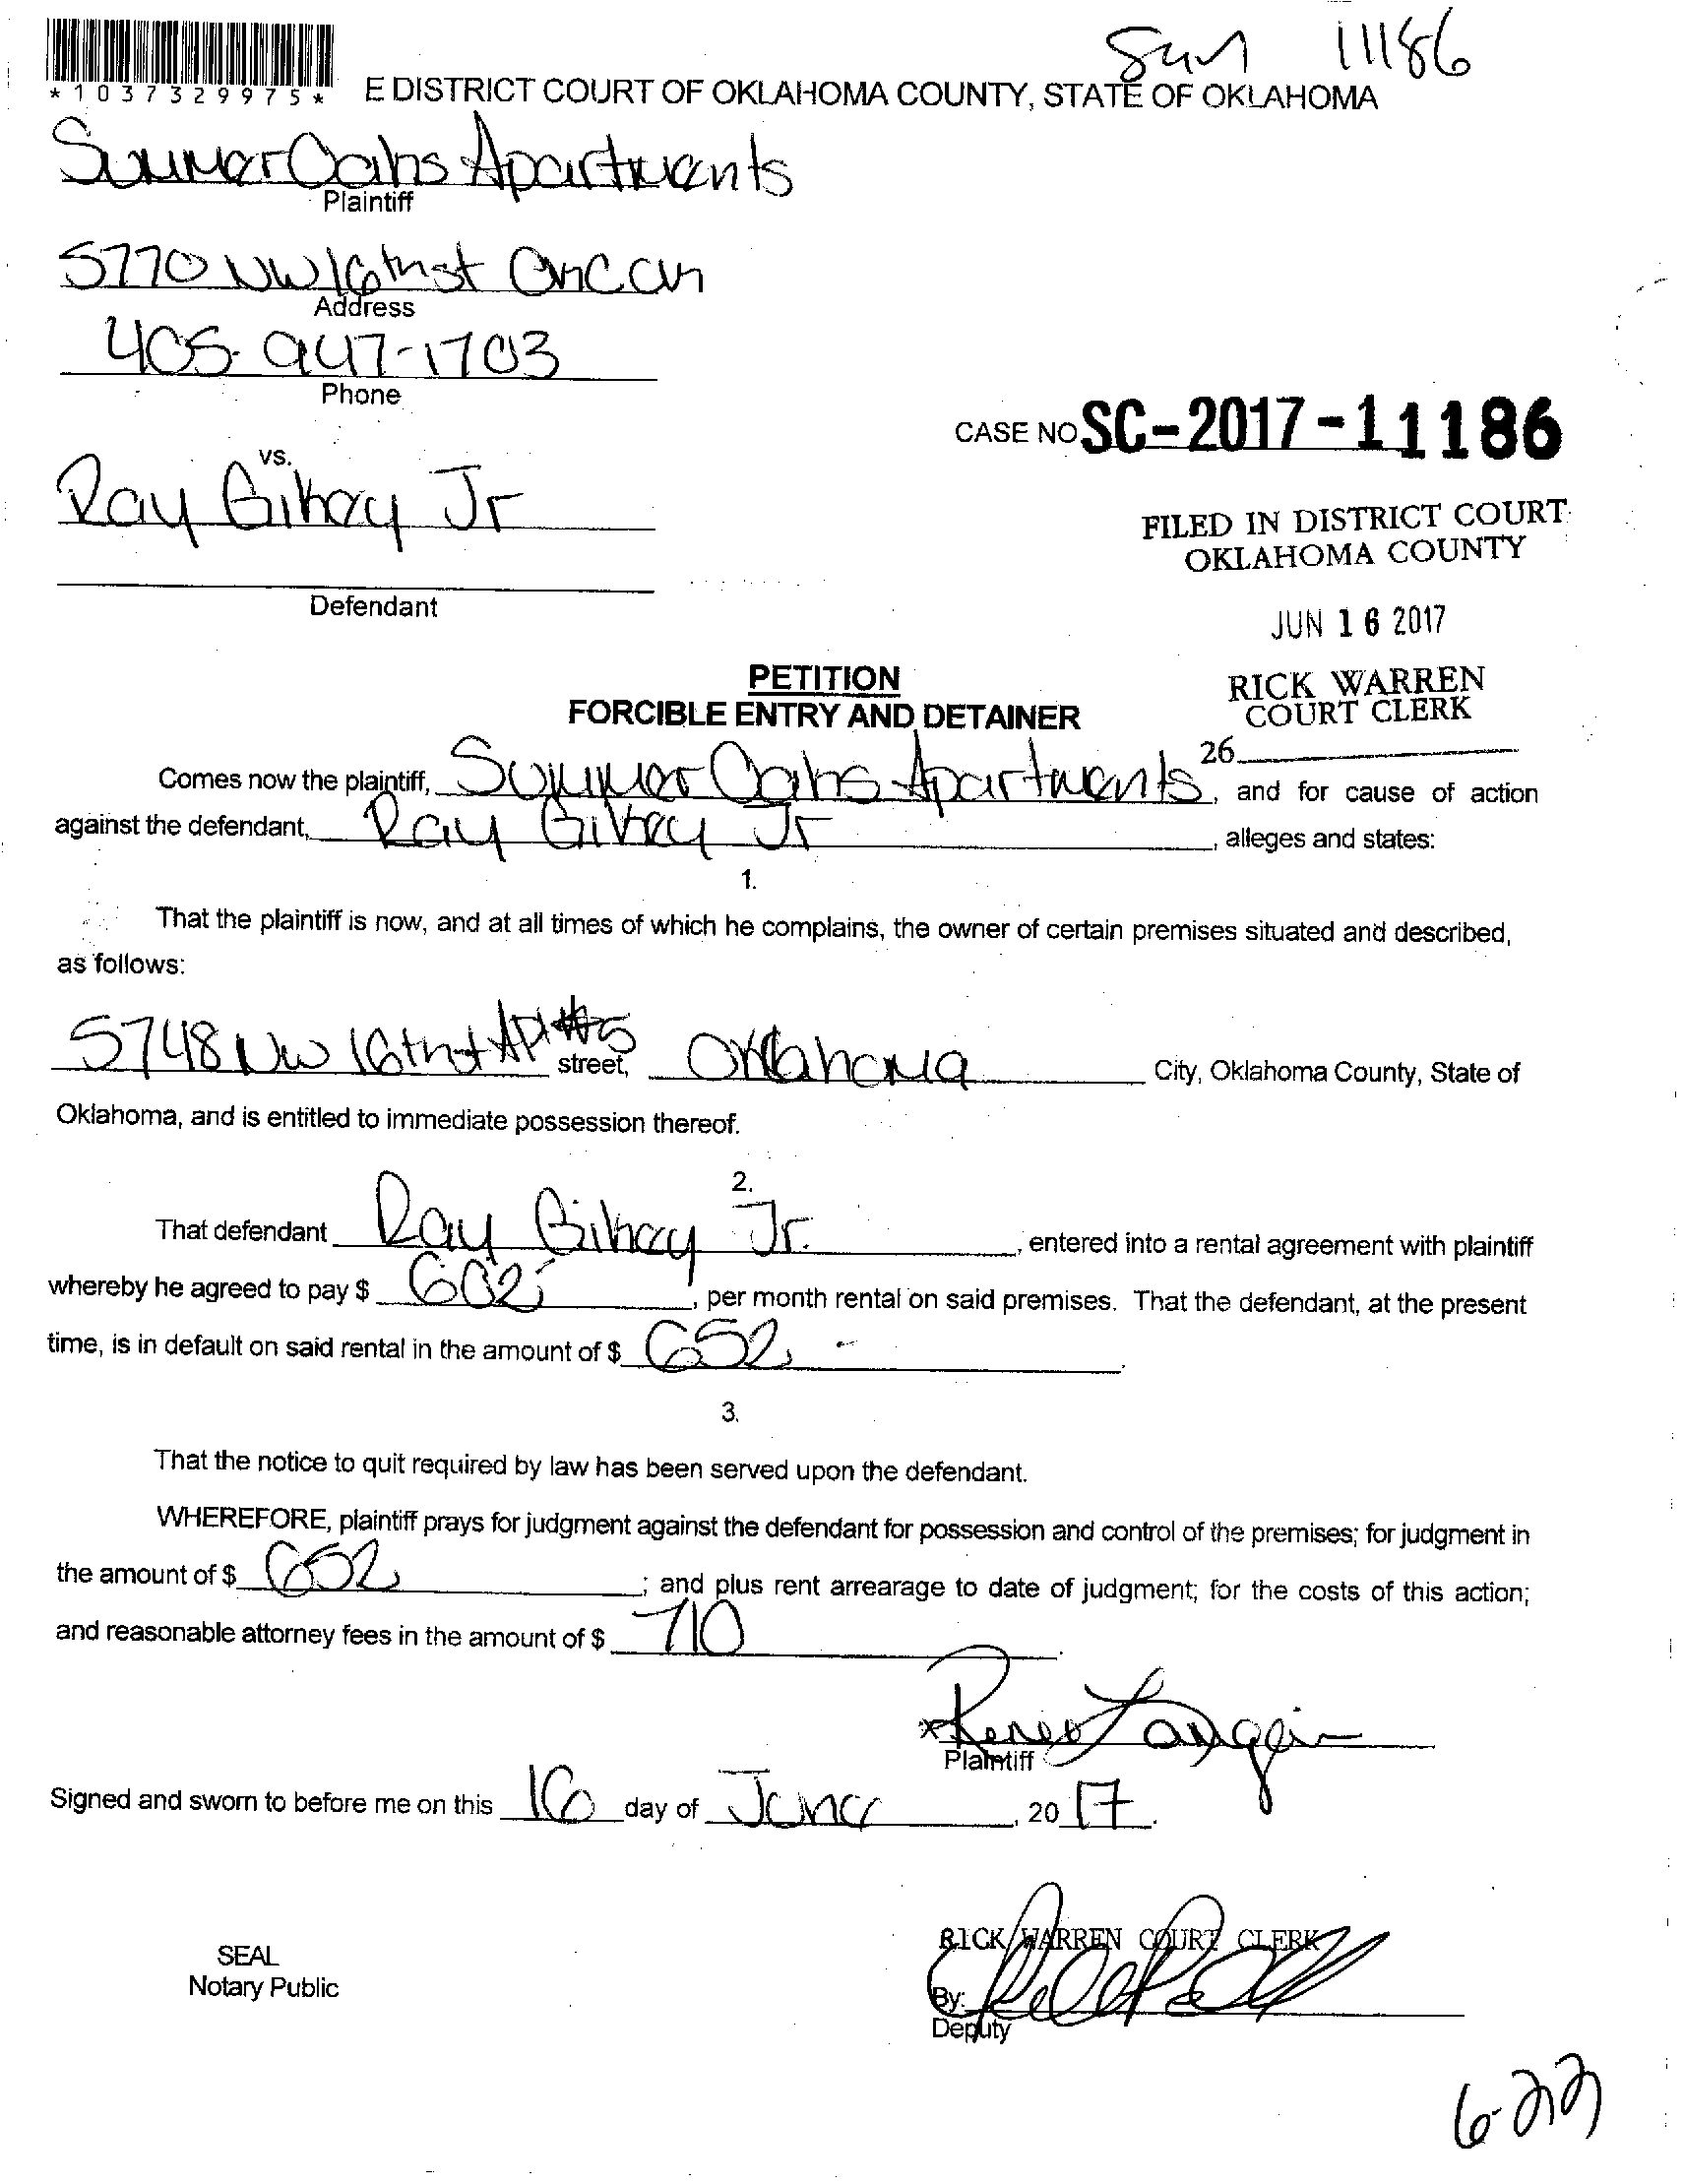 Sum 11186
*1037329975*
E DISTRICT COURT OF OKLAHOMA COUNTY, STATE OF OKLAHOMA
Summer Oaks Apartments
Plaintiff
5770 NW 16th st
Address
405-947-1703
Phone
CASE NO SC-2017-11186
vs.
Ray Jr
FILED IN DISTRICT COURT
OKLAHOMA COUNTY
Defendant
JUN 16 2017
PETITION
RICK WARREN
COURT CLERK
FORCIBLE ENTRY AND DETAINER
26
Comes now the plaintiff, Summer Oaks Apartments, and for cause of action
against the defendant, Ray Jr, alleges and states:
1.
That the plaintiff is now, and at all times of which he complains, the owner of certain premises situated and described,
as follows:
5748 NW 16th st Apt #5 street, Oklahoma City, Oklahoma County, State of
Oklahoma, and is entitled to immediate possession thereof.
2.
That defendant Ray Jr., entered into a rental agreement with plaintiff
whereby he agreed to pay $ 602, per month rental on said premises. That the defendant, at the present
time, is in default on said rental in the amount of $ 652
3.
That the notice to quit required by law has been served upon the defendant.
WHEREFORE, plaintiff prays for judgment against the defendant for possession and control of the premises; for judgment in
the amount of $ 652; and plus rent arrearage to date of judgment; for the costs of this action;
and reasonable attorney fees in the amount of $ 710
Plaintiff
Signed and sworn to before me on this 16 day of June, 20 17.
RICK WARREN COURT CLERK
SEAL
Notary Public
By:
Deputy
6-22